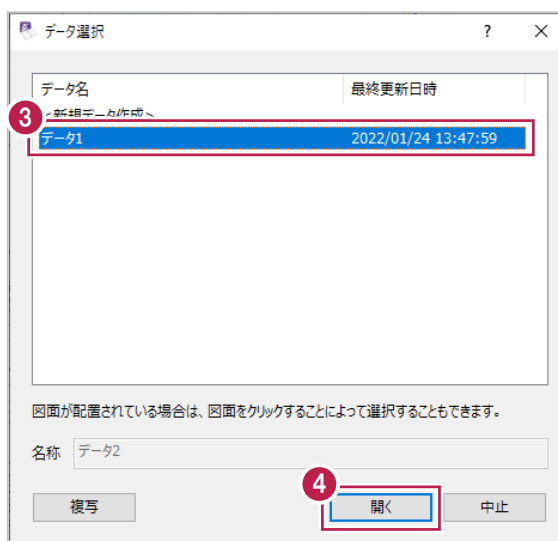 データ選択
?
データ名 最終更新日時
3
<新規データ作成>
データ1 2022/01/24 13:47:59
図面が配置されている場合は、図面をクリックすることによって選択することもできます。
名称 データ2
4
複写 開く 中止